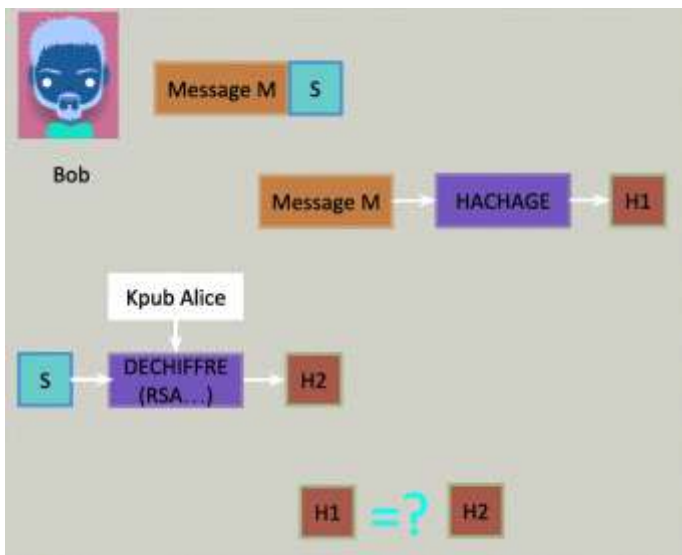 Message M S
Bob
Message M HACHAGE H1
Kpub Alice
S DECHIFFRE H2
(RSA...)
H1 =? H2